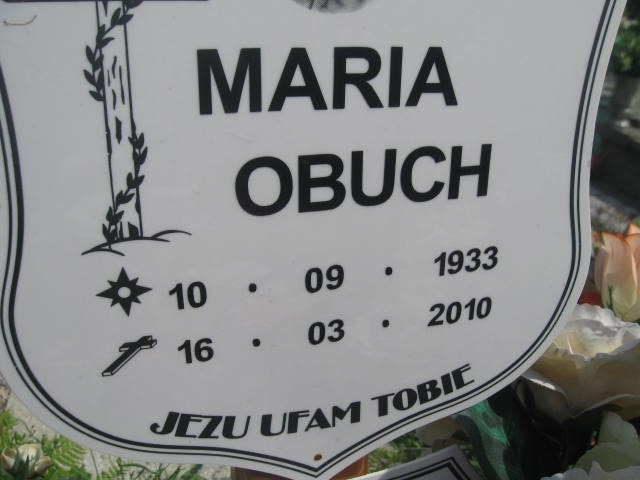 MARIA
OBUCH
10 • 09 • 1933
16 • 03 • 2010
JEZU UFAM TOBIE